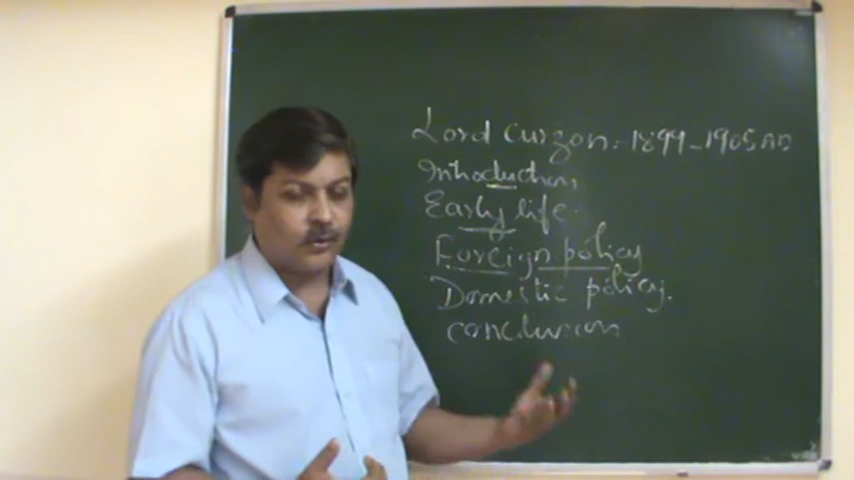 Lord Curzon: 1899-1905 AD
Introduction,
Early life.
Foreign policy
Domestic policy.
conclusion